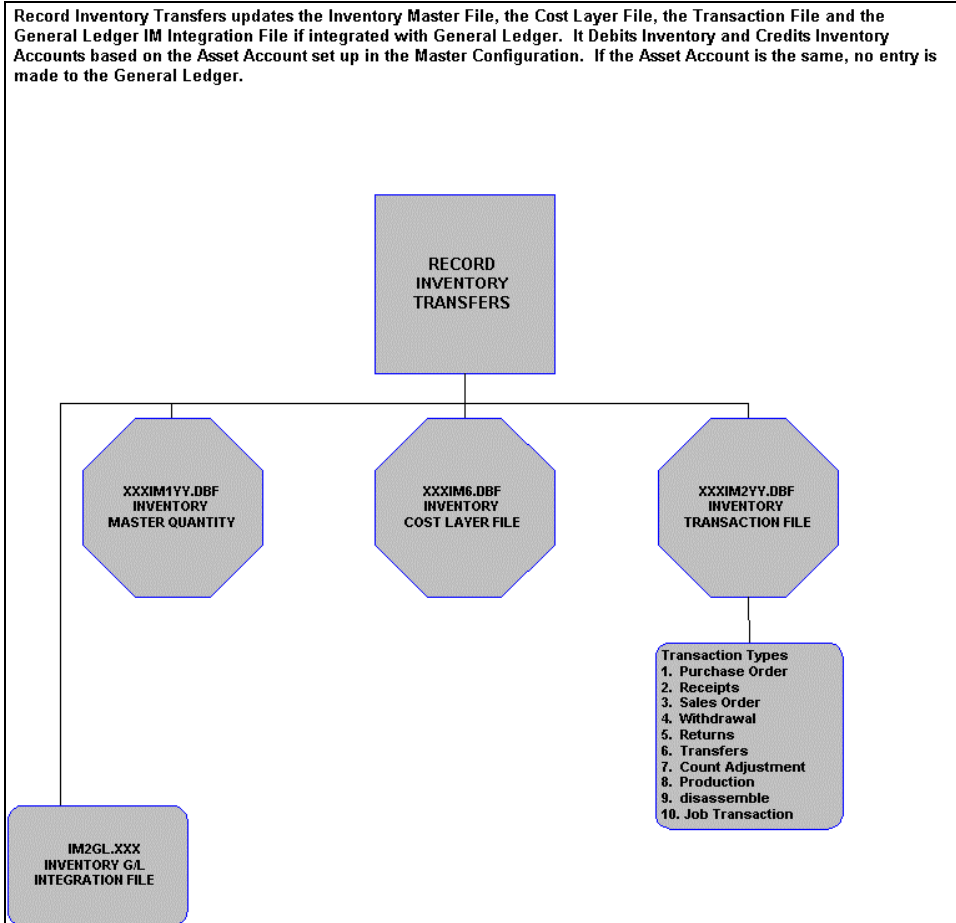 Record Inventory Transfers updates the Inventory Master File, the Cost Layer File, the Transaction File and the
General Ledger IM Integration File if integrated with General Ledger.  It Debits Inventory and Credits Inventory
Accounts based on the Asset Account set up in the Master Configuration.  If the Asset Account is the same, no entry is
made to the General Ledger.
RECORD
INVENTORY
TRANSFERS
XXXIM1YY.DBF
INVENTORY
MASTER QUANTITY
XXXIM6.DBF
INVENTORY
COST LAYER FILE
XXXIM2YY.DBF
INVENTORY
TRANSACTION FILE
Transaction Types
1. Purchase Order
2. Receipts
3. Sales Order
4. Withdrawal
5. Returns
6. Transfers
7. Count Adjustment
8. Production
9. disassemble
10. Job Transaction
IM2GL.XXX
INVENTORY G/L
INTEGRATION FILE